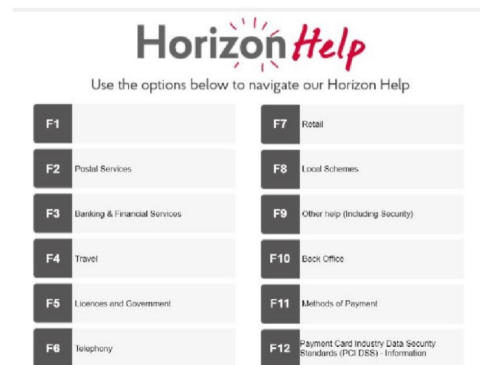 Horizon Help
Use the options below to navigate our Horizon Help
F1
F2 Postal Services
F3 Banking & Financial Services
F4 Travel
F5 Licences and Government
F6 Telephony
F7 Retail
F8 Local Schemes
F9 Other help (Including Security)
F10 Back Office
F11 Methods of Payment
F12 Payment Card Industry Data Security
Standards (PCI DSS) - Information